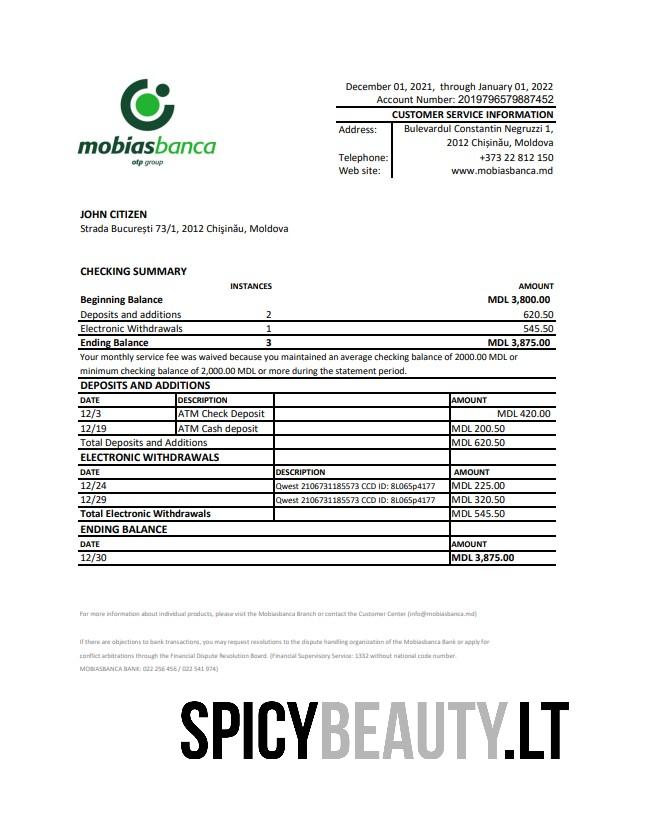 mobiasbanca
otp group
December 01, 2021, through January 01, 2022
Account Number: 2019796579887452
CUSTOMER SERVICE INFORMATION
Address: Bulevardul Constantin Negruzzi 1,
2012 Chișinău, Moldova
Telephone: +373 22 812 150
Web site: www.mobiasbanca.md
JOHN CITIZEN
Strada București 73/1, 2012 Chișinău, Moldova
CHECKING SUMMARY
INSTANCES AMOUNT
Beginning Balance MDL 3,800.00
Deposits and additions 2 620.50
Electronic Withdrawals 1 545.50
Ending Balance 3 MDL 3,875.00
Your monthly service fee was waived because you maintained an average checking balance of 2000.00 MDL or
minimum checking balance of 2,000.00 MDL or more during the statement period.
DEPOSITS AND ADDITIONS
DATE DESCRIPTION AMOUNT
12/3 ATM Check Deposit MDL 420.00
12/19 ATM Cash deposit MDL 200.50
Total Deposits and Additions MDL 620.50
ELECTRONIC WITHDRAWALS
DATE DESCRIPTION AMOUNT
12/24 Qwest 2106731185573 CCD ID: 8L065p4177 MDL 225.00
12/29 Qwest 2106731185573 CCD ID: 8L065p4177 MDL 320.50
Total Electronic Withdrawals MDL 545.50
ENDING BALANCE
DATE AMOUNT
12/30 MDL 3,875.00
For more information about individual products, please visit the Mobiasbanca Branch or contact the Customer Center (info@mobiasbanca.md)
If there are objections to bank transactions, you may request resolutions to the dispute handling organization of the Mobiasbanca Bank or apply for
conflict arbitrations through the Financial Dispute Resolution Board. (Financial Supervisory Service: 1332 without national code number.
MOBIASBANCA BANK: 022 256 456 / 022 541 974)
SPICYBEAUTY.LT